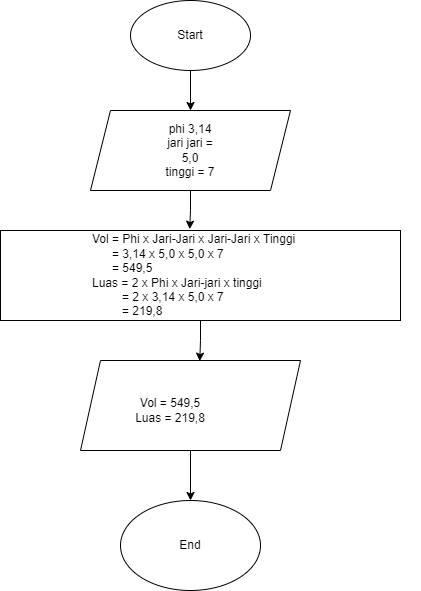 Start
phi 3,14
jari jari =
5,0
tinggi = 7
Vol = Phi x Jari-Jari x Jari-Jari x Tinggi
= 3,14 x 5,0 x 5,0 x 7
= 549,5
Luas = 2 x Phi x Jari-jari x tinggi
= 2 x 3,14 x 5,0 x 7
= 219,8
Vol = 549,5
Luas = 219,8
End